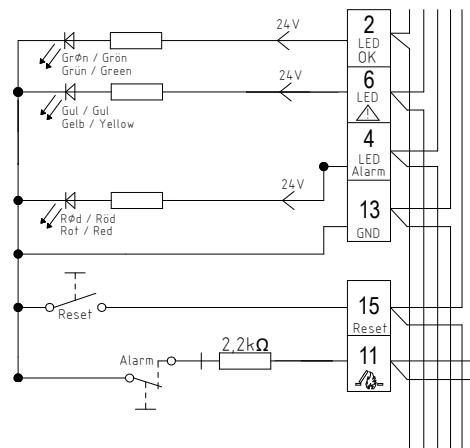 24V
2
LED
OK
Grøn / Grön
Grün / Green
24V
6
LED
Gul / Gul
Gelb / Yellow
4
LED
Alarm
24V
Rød / Röd
Rot / Red
13
GND
15
Reset
Reset
2,2kΩ
11
Alarm